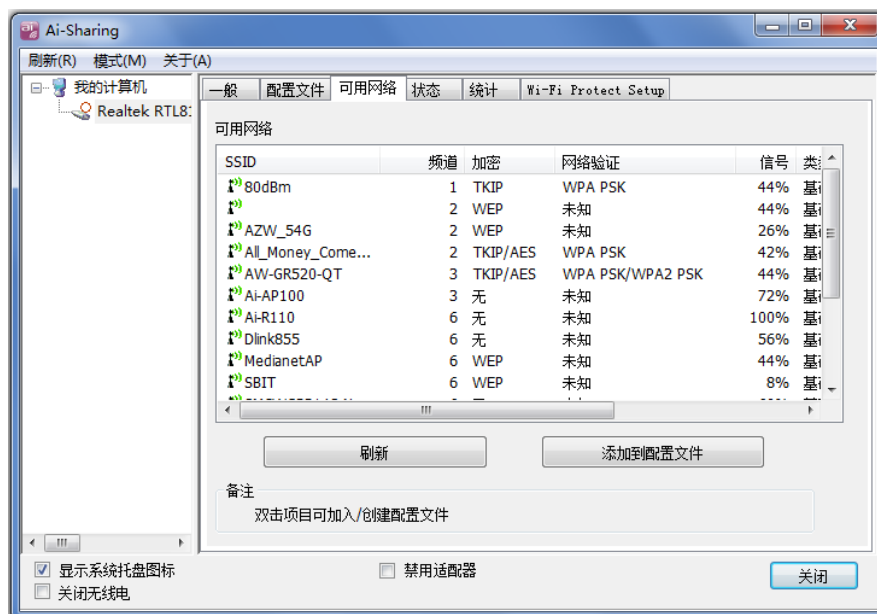 Ai-Sharing
刷新(R) 模式(M) 关于(A)
我的计算机
Realtek RTL81
一般 配置文件 可用网络 状态 统计 Wi-Fi Protect Setup
可用网络
SSID 频道 加密 网络验证 信号
80dBm 1 TKIP WPA PSK 44%
2 WEP 未知 44%
AZW_54G 2 WEP 未知 26%
All_Money_Come... 2 TKIP/AES WPA PSK 42%
AW-GR520-QT 3 TKIP/AES WPA PSK/WPA2 PSK 44%
Ai-AP100 3 无 未知 72%
Ai-R110 6 无 未知 100%
Dlink855 6 无 未知 56%
MedianetAP 6 WEP 未知 44%
SBIT 6 WEP 未知 8%
刷新 添加到配置文件
备注
双击项目可加入/创建配置文件
显示系统托盘图标 禁用适配器 关闭
关闭无线电